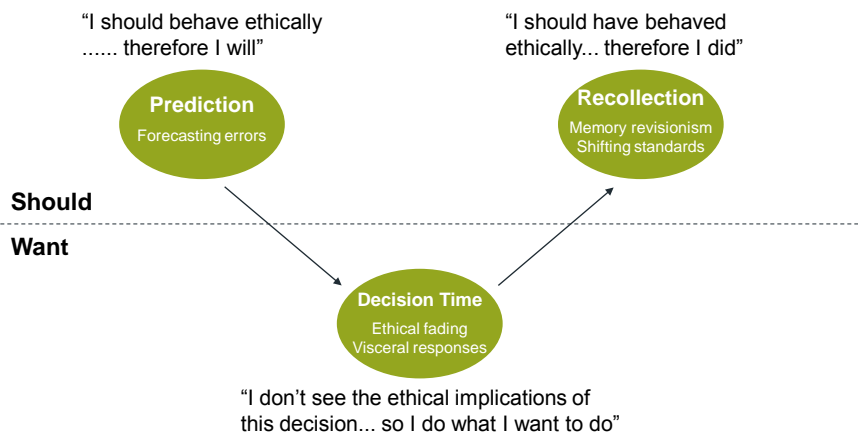 “I should behave ethically
...... therefore I will”
“I should have behaved
ethically... therefore I did”
Prediction
Forecasting errors
Recollection
Memory revisionism
Shifting standards
Should
Want
Decision Time
Ethical fading
Visceral responses
“I don’t see the ethical implications of
this decision... so I do what I want to do”